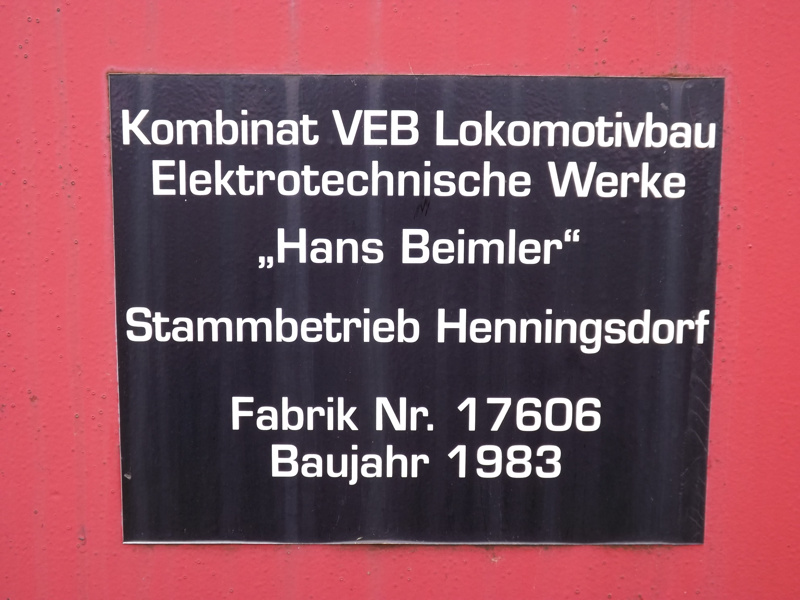 Kombinat VEB Lokomotivbau
Elektrotechnische Werke
„Hans Beimler“
Stammbetrieb Henningsdorf
Fabrik Nr. 17606
Baujahr 1983